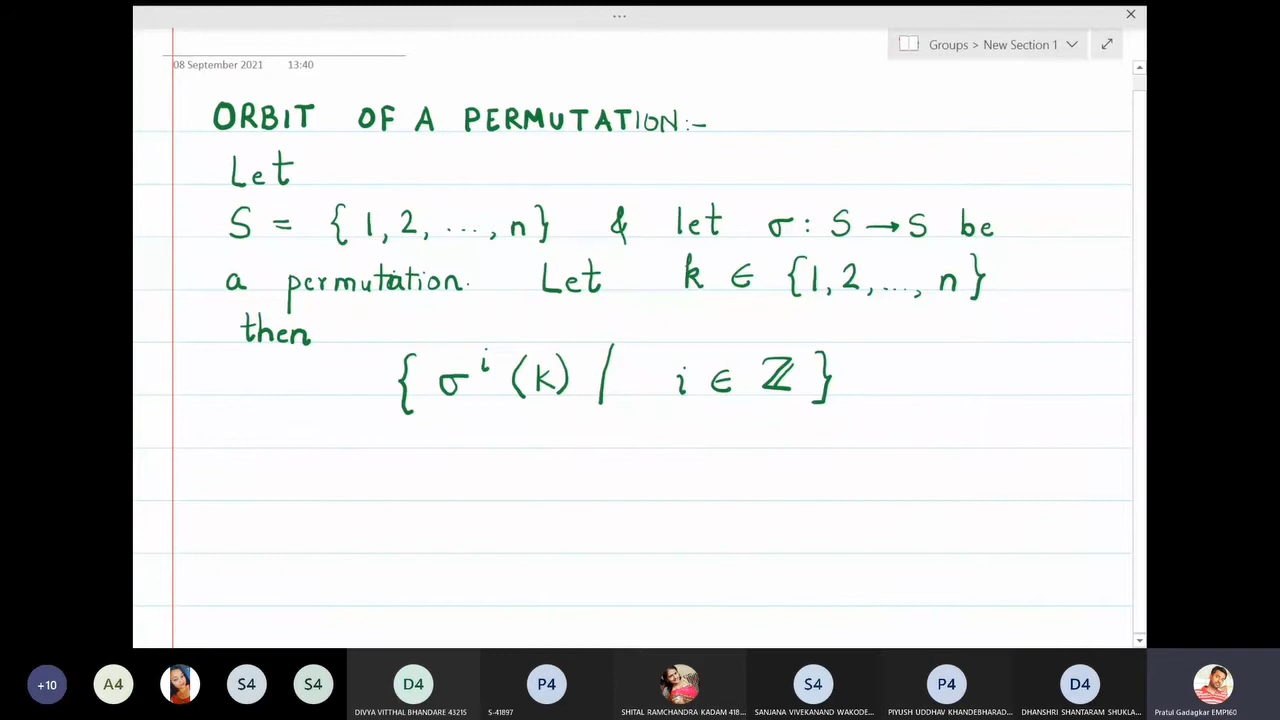 Groups > New Section 1
08 September 2021 13:40
ORBIT OF A PERMUTATION:-
Let
S = { 1, 2, ..., n} & let σ : S → S be
a permutation. Let k ∈ {1, 2, ..., n}
then
{ σ^i (k) / i ∈ ℤ }
+10 A4 S4 S4 D4 P4 S4 P4 D4
DIVYA VITTHAL BHANDARE 43215 S-41897 SHITAL RAMCHANDRA KADAM 418... SANJANA VIVEKANAND WAKODE... PIYUSH UDDHAV KHANDEBHARAD... DHANSHRI SHANTARAM SHUKLA... Pratul Gadagkar EMP160